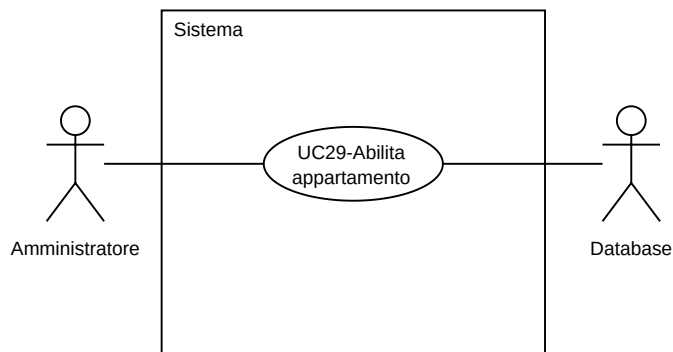 Sistema
UC29-Abilita
appartamento
Amministratore
Database